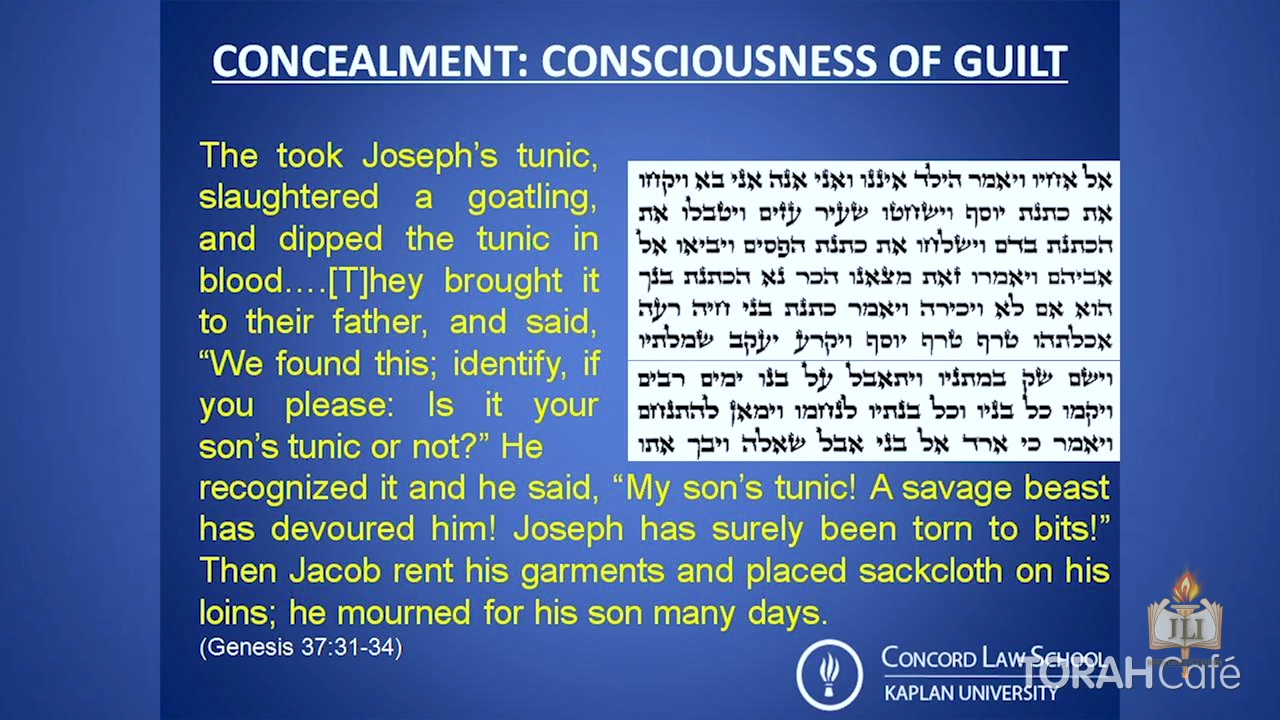 CONCEALMENT: CONSCIOUSNESS OF GUILT
The took Joseph's tunic,
slaughtered a goatling,
and dipped the tunic in
blood....[T]hey brought it
to their father, and said,
“We found this; identify, if
you please: Is it your
son's tunic or not?” He
recognized it and he said, “My son's tunic! A savage beast
has devoured him! Joseph has surely been torn to bits!”
Then Jacob rent his garments and placed sackcloth on his
loins; he mourned for his son many days.
(Genesis 37:31-34)
אל אחיו ויאמר הילד איננו ואני אנה אני בא ויקחו
את כתנת יוסף וישחטו שעיר עזים ויטבלו את
הכתנת בדם וישלחו את כתנת הפסים ויביאו אל
אביהם ויאמרו זאת מצאנו הכר נא הכתנת בנך
הוא אם לא ויכירה ויאמר כתנת בני חיה רעה
אכלתהו טרף טרף יוסף ויקרע יעקב שמלתיו
וישם שק במתניו ויתאבל על בנו ימים רבים
ויקמו כל בניו וכל בנתיו לנחמו וימאן להתנחם
ויאמר כי ארד אל בני אבל שאלה ויבך אתו
CONCORD LAW SCHOOL
KAPLAN UNIVERSITY
JLI
TORAHCafé